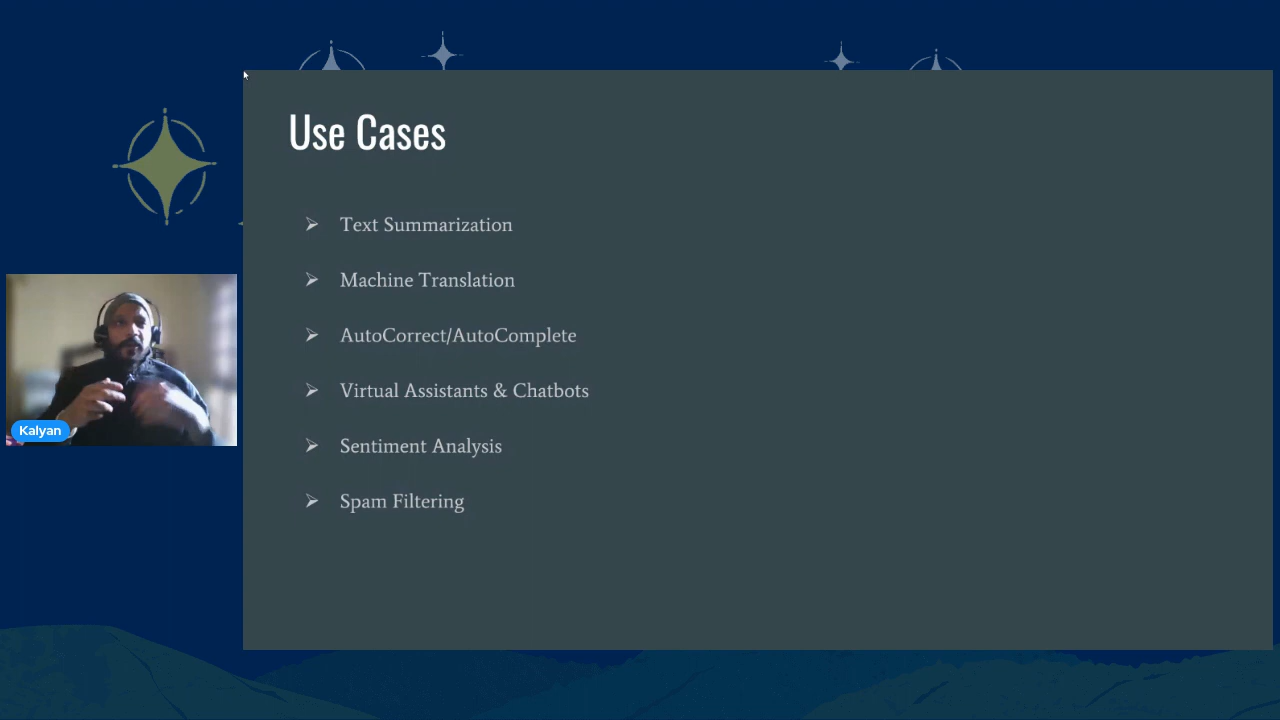 Use Cases
Text Summarization
Machine Translation
AutoCorrect/AutoComplete
Virtual Assistants & Chatbots
Sentiment Analysis
Spam Filtering
Kalyan